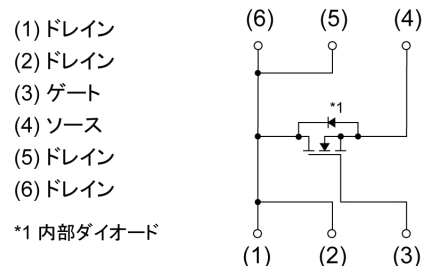 (1) ドレイン
(2) ドレイン
(3) ゲート
(4) ソース
(5) ドレイン
(6) ドレイン
*1 内部ダイオード
(6) (5) (4)
*1
(1) (2) (3)